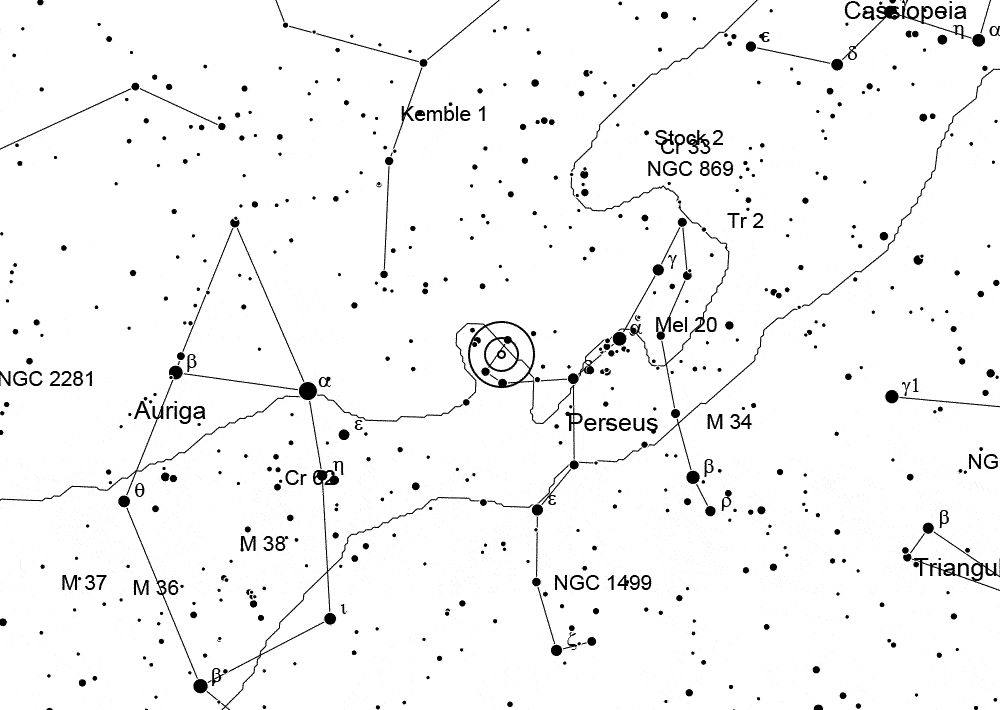 Cassiopeia
γ
η
α
ε
δ
Kemble 1
Stock 2
Cr 33
NGC 869
Tr 2
γ
α
Mel 20
δ
β
NGC 2281
α
γ1
Auriga
Perseus
M 34
ε
η
Cr 62
β
NG
θ
ε
ρ
β
M 38
Triangul
M 37
M 36
NGC 1499
ι
ζ
β